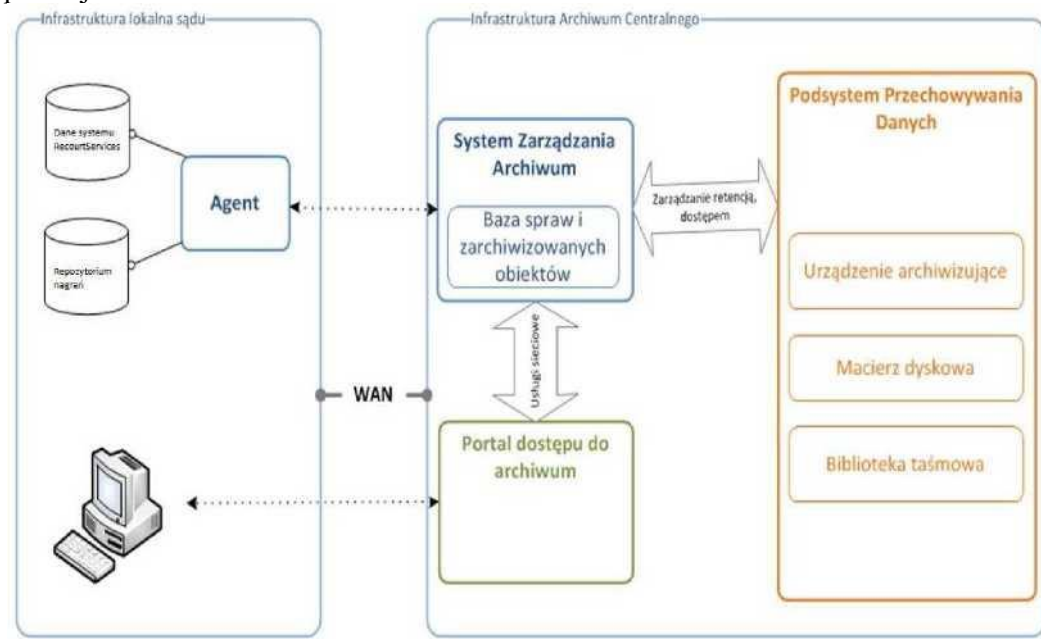 Infrastruktura lokalna sądu
Infrastruktura Archiwum Centralnego
Dane systemu
RecourtServices
Agent
Repozytorium
nagrań
System Zarządzania
Archiwum
Baza spraw i
zarchiwizowanych
obiektów
Zarządzanie retencją,
dostępem
Podsystem Przechowywania
Danych
Urządzenie archiwizujące
Macierz dyskowa
Biblioteka taśmowa
Usługi sieciowe
WAN
Portal dostępu do
archiwum